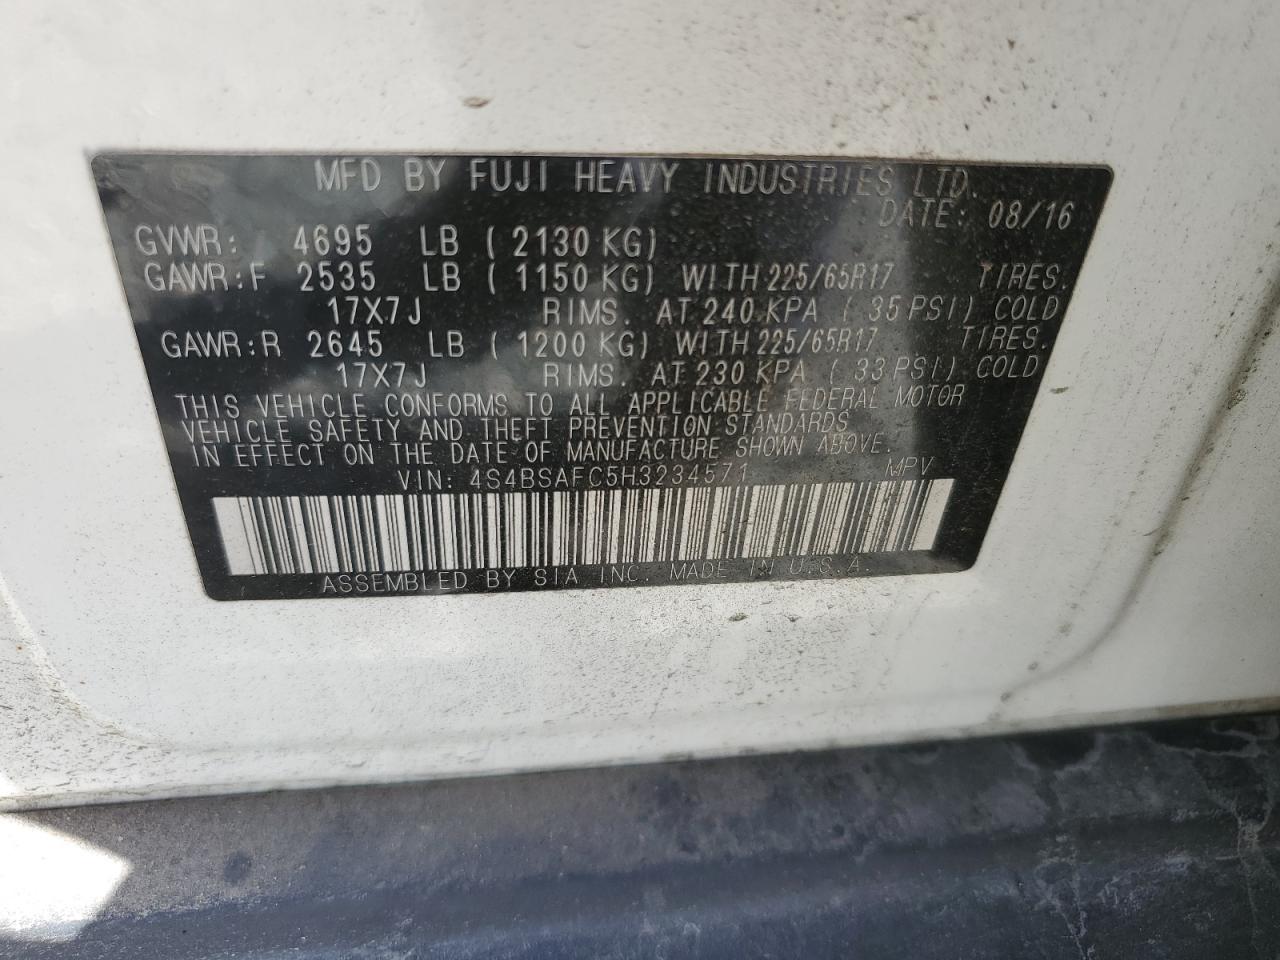 MFD BY FUJI HEAVY INDUSTRIES LTD.
DATE: 08/16
GVWR: 4695 LB ( 2130 KG)
GAWR:F 2535 LB ( 1150 KG) WITH 225/65R17 TIRES.
17X7J RIMS. AT 240 KPA ( 35 PSI) COLD
GAWR:R 2645 LB ( 1200 KG) WITH 225/65R17 TIRES.
17X7J RIMS. AT 230 KPA ( 33 PSI) COLD
THIS VEHICLE CONFORMS TO ALL APPLICABLE FEDERAL MOTOR
VEHICLE SAFETY AND THEFT PREVENTION STANDARDS
IN EFFECT ON THE DATE OF MANUFACTURE SHOWN ABOVE.
VIN: 4S4BSAFC5H3234571 MPV
ASSEMBLED BY SIA INC. MADE IN U.S.A.